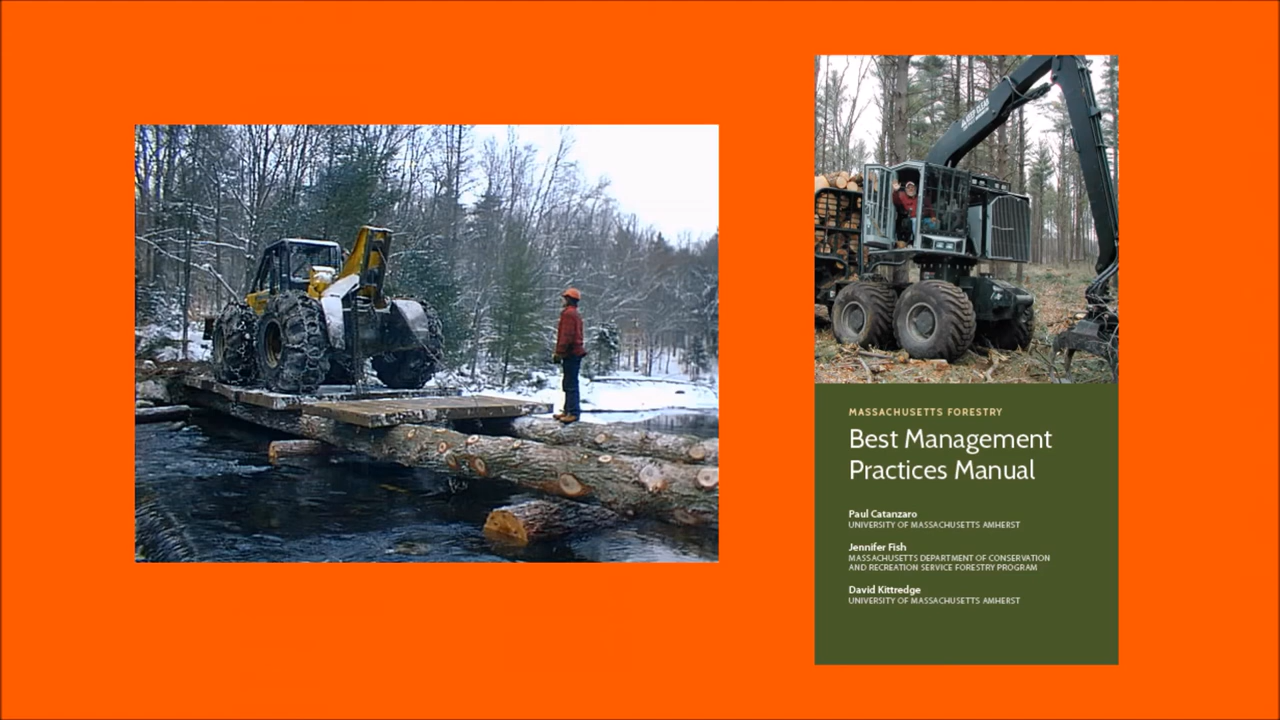 MASSACHUSETTS FORESTRY
Best Management
Practices Manual
Paul Catanzaro
UNIVERSITY OF MASSACHUSETTS AMHERST
Jennifer Fish
MASSACHUSETTS DEPARTMENT OF CONSERVATION
AND RECREATION SERVICE FORESTRY PROGRAM
David Kittredge
UNIVERSITY OF MASSACHUSETTS AMHERST